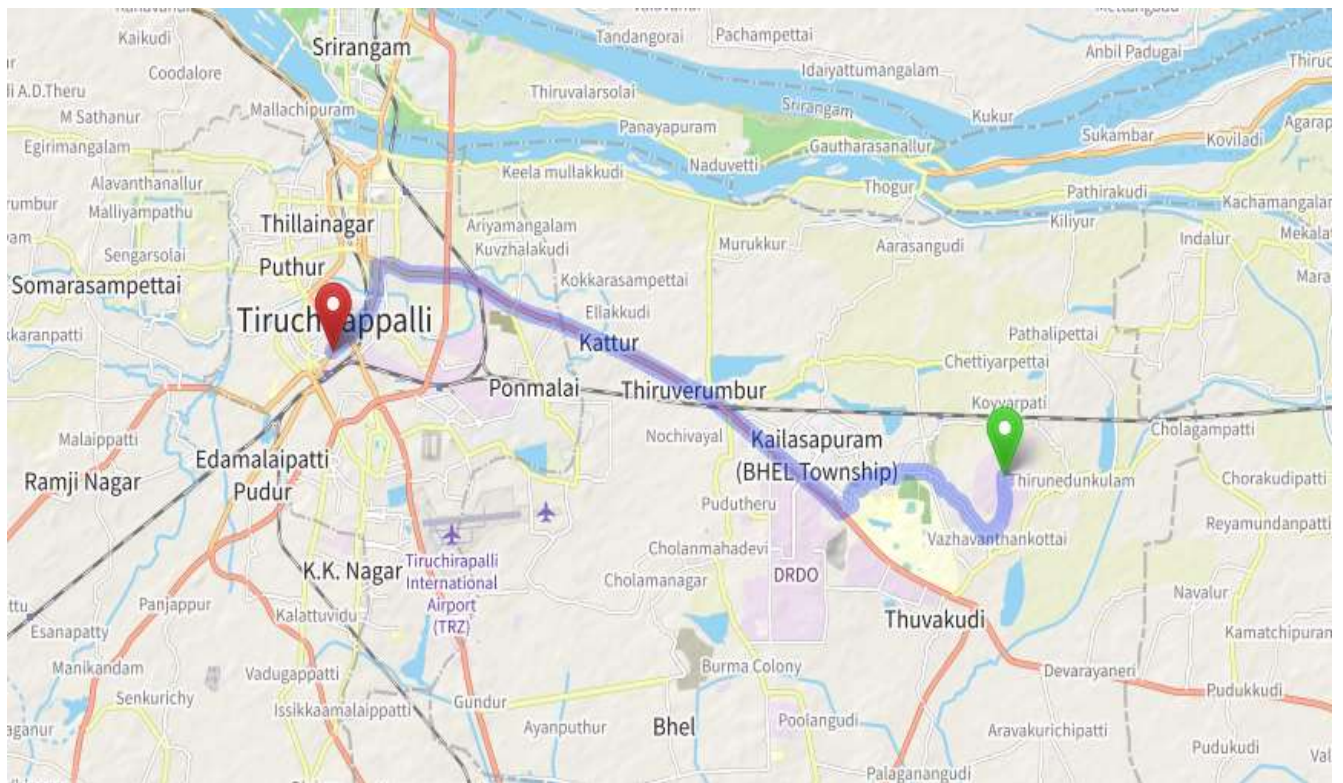 Kaikudi
Srirangam
Tandangorai
Pachampettai
Anbil Padugai
Coodalore
Idaiyattumangalam
i A.D.Theru
M Sathanur
Mallachipuram
Thiruvalarsolai
Srirangam
Kukur
Egirimangalam
Panayapuram
Sukambar
Koviladi
Gautharasanallur
Naduvetti
Keela mullakkudi
Alavanthanallur
Thogur
Pathirakudi
Malliyampathu
Kachamangalam
Thillainagar
Ariyamangalam
Kiliyur
Kuvzhalakudi
Murukkur
Aarasangudi
Indalur
Sengarsolai
Puthur
Somarasampettai
Kokkarasampettai
Ellakkudi
Tiruchirappalli
Pathalipettai
Kattur
Chettiyarpettai
Ponmalai
Thiruverumbur
Koyyarpati
Malaippatti
Nochivayal
Kailasapuram
(BHEL Township)
Cholagampatti
Edamalaipatti
Pudur
Ramji Nagar
Thirunedunkulam
Chorakudipatti
Pudutheru
Reyamundanpatti
Vazhavanthankottai
Cholanmahadevi
Tiruchirapalli
International
Airport
(TRZ)
K.K. Nagar
DRDO
Cholamanagar
Navalur
Panjappur
Kalattuvidu
Thuvakudi
Esanapatty
Kamatchipuram
Manikandam
Vadugappatti
Burma Colony
Devarayaneri
Senkurichy
Gundur
Pudukkudi
Issikkaamalaippatti
Ayanputhur
Bhel
Poolangudi
Aravakurichipatti
Pudukudi
Palaganangudi